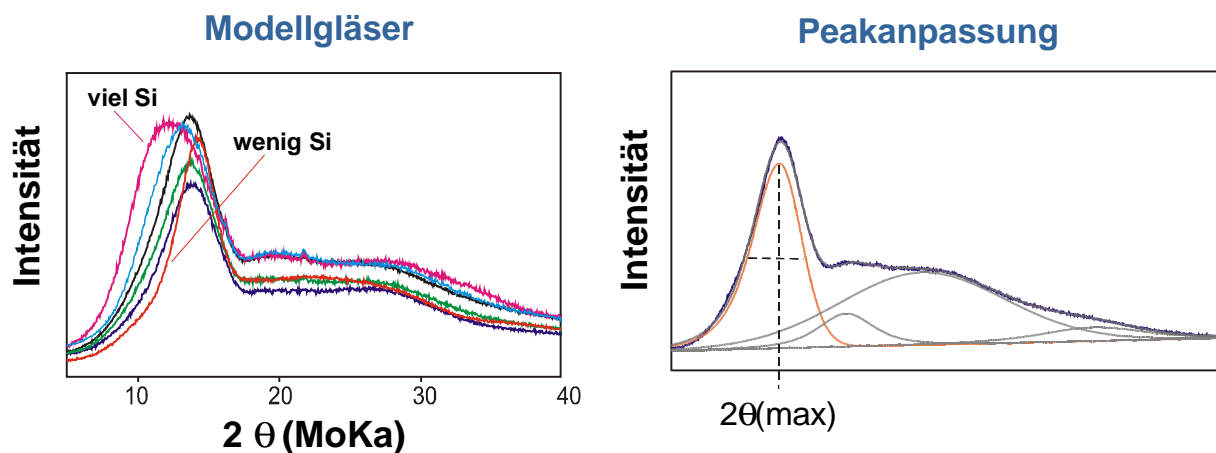 Modellgläser
viel Si
wenig Si
Intensität
10
20
30
40
2 θ (MoKa)
Peakanpassung
Intensität
2θ(max)